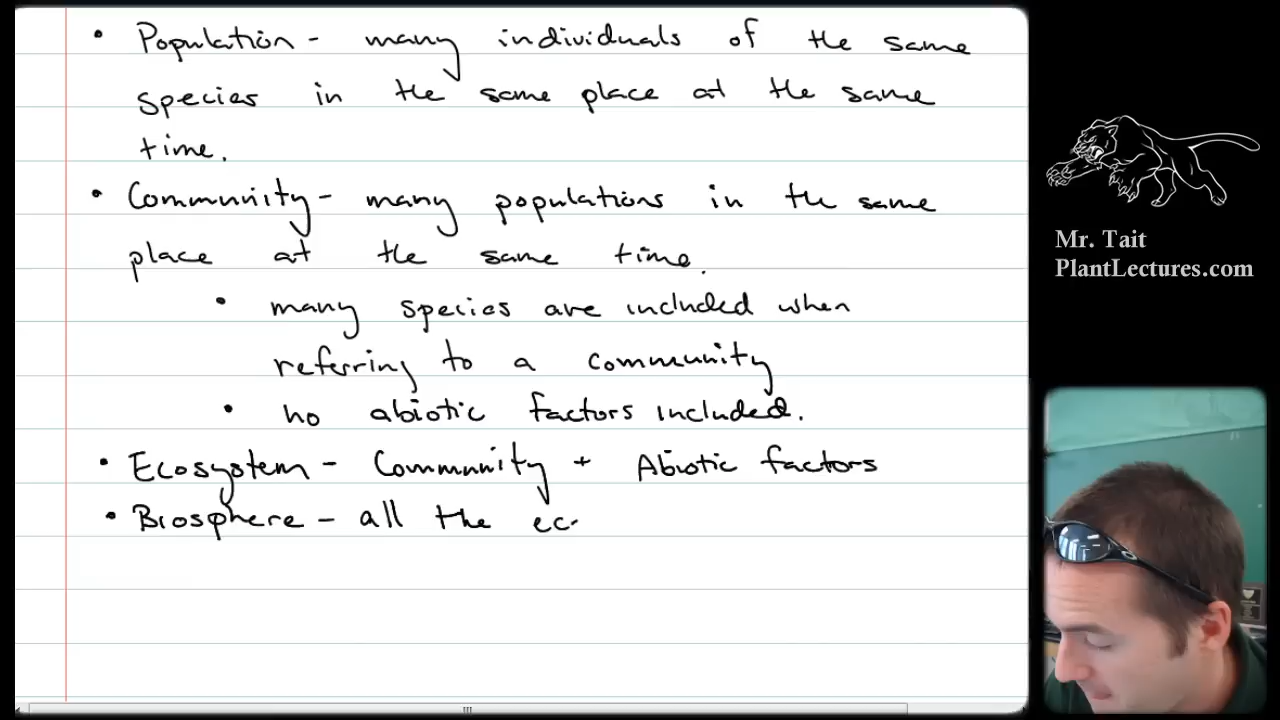 • Population - many individuals of the same
species in the same place at the same
time.
• Community - many populations in the same
place at the same time.
• many species are included when
referring to a community
• no abiotic factors included.
• Ecosystem - Community + Abiotic factors
• Biosphere - all the ec
Mr. Tait
PlantLectures.com